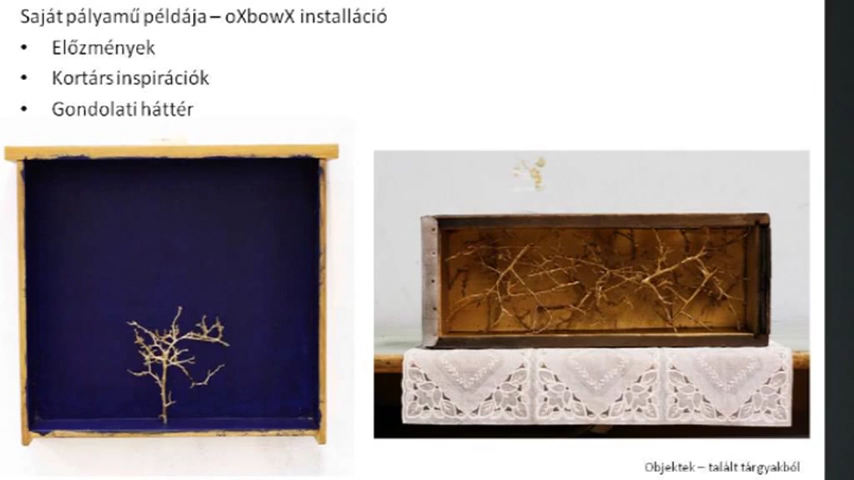 Saját pályamű példája – oXbowX installáció
• Előzmények
• Kortárs inspirációk
• Gondolati háttér
Objektek – talált tárgyakból